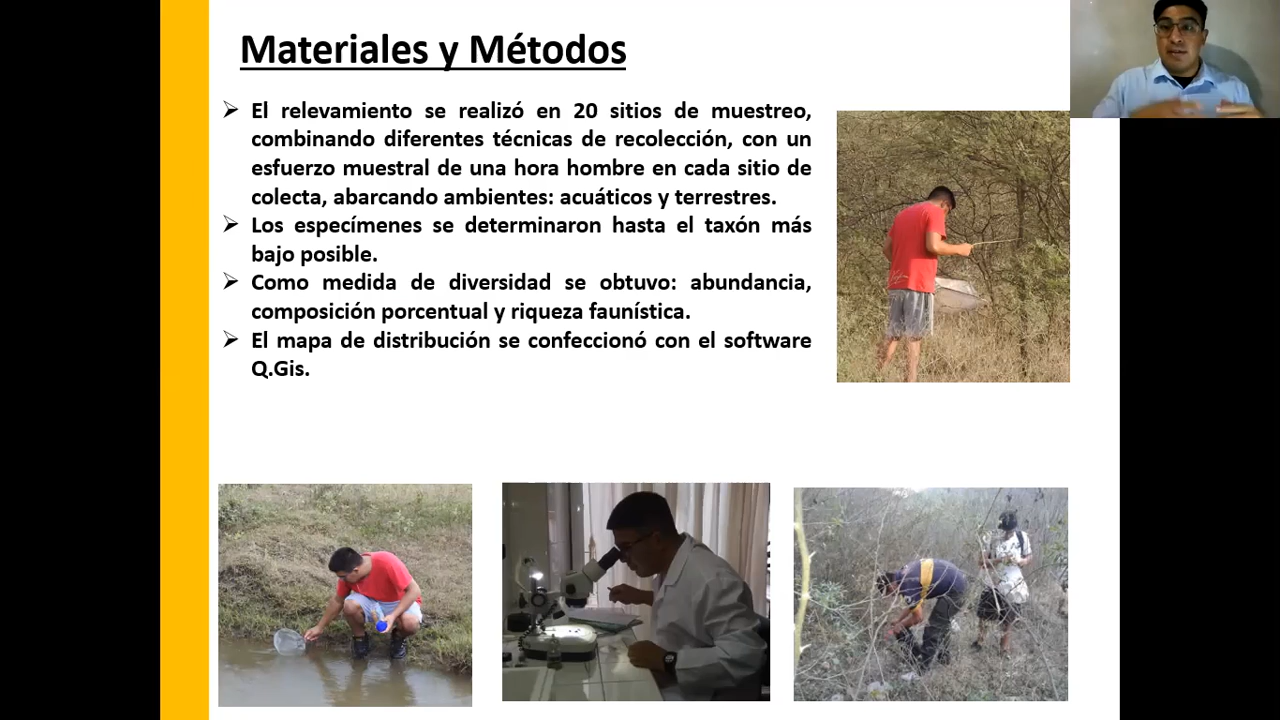 Materiales y Métodos
El relevamiento se realizó en 20 sitios de muestreo,
combinando diferentes técnicas de recolección, con un
esfuerzo muestral de una hora hombre en cada sitio de
colecta, abarcando ambientes: acuáticos y terrestres.
Los especímenes se determinaron hasta el taxón más
bajo posible.
Como medida de diversidad se obtuvo: abundancia,
composición porcentual y riqueza faunística.
El mapa de distribución se confeccionó con el software
Q.Gis.